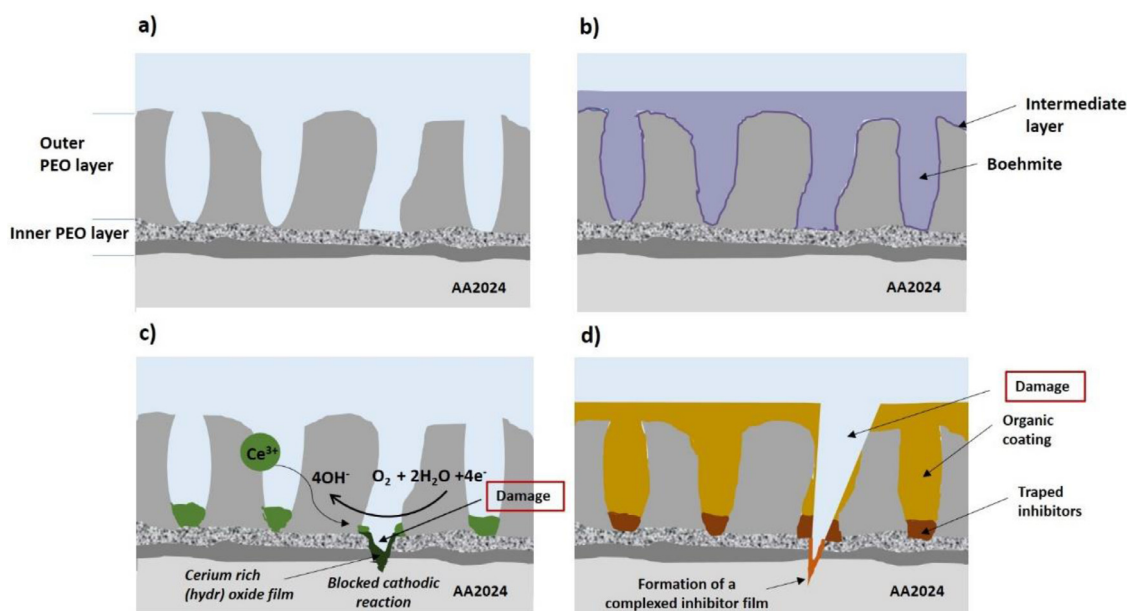 a)
Outer
PEO layer
Inner PEO layer
AA2024
b)
Intermediate
layer
Boehmite
AA2024
c)
Ce³⁺
4OH⁻
O₂ + 2H₂O +4e⁻
Damage
Cerium rich
(hydr) oxide film
Blocked cathodic
reaction
AA2024
d)
Damage
Organic
coating
Traped
inhibitors
Formation of a
complexed inhibitor film
AA2024